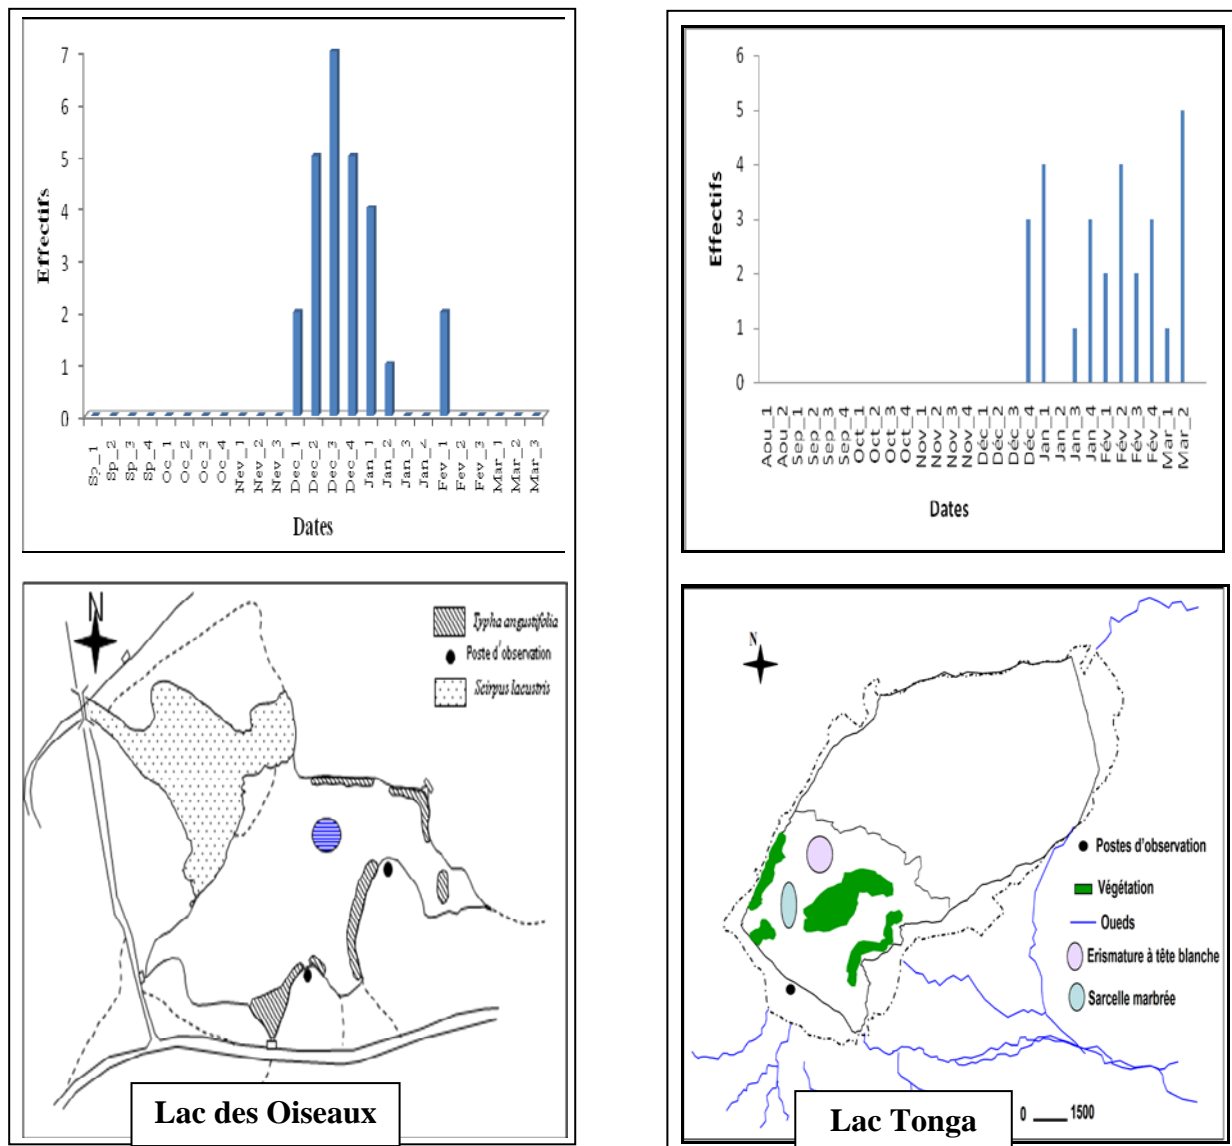 7
6
5
4
3
2
1
0
Effectifs
Sp_1
Sp_2
Sp_3
Sp_4
Oc_1
Oc_2
Oc_3
Oc_4
Nev_1
Nev_2
Nev_3
Dec_1
Dec_2
Dec_3
Dec_4
Jan_1
Jan_2
Jan_3
Jan_4
Fev_1
Fev_2
Fev_3
Mar_1
Mar_2
Mar_3
Dates
N
Typha angustifolia
Poste d'observation
Scirpus lacustris
Lac des Oiseaux
6
5
4
3
2
1
0
Effectifs
Aou_1
Aou_2
Sep_1
Sep_2
Sep_3
Sep_4
Oct_1
Oct_2
Oct_3
Oct_4
Nov_1
Nov_2
Nov_3
Nov_4
Déc_1
Déc_2
Déc_3
Déc_4
Jan_1
Jan_2
Jan_3
Jan_4
Fév_1
Fév_2
Fév_3
Fév_4
Mar_1
Mar_2
Dates
N
Postes d'observation
Végétation
Oueds
Erismature à tête blanche
Sarcelle marbrée
0 1500
Lac Tonga